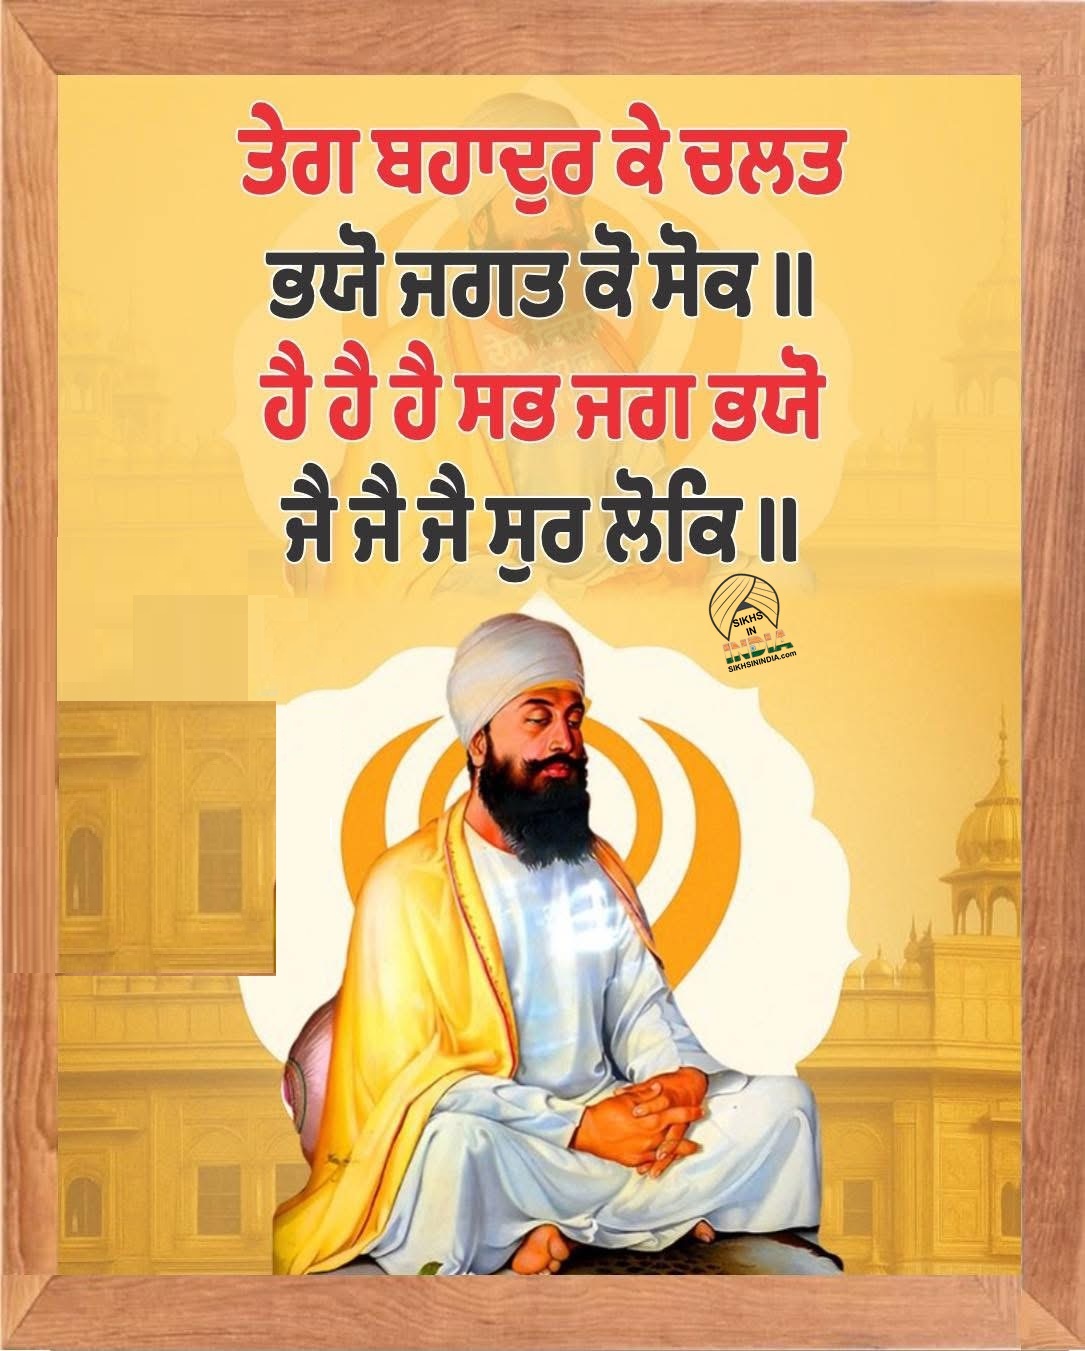 ਤੇਗ ਬਹਾਦੁਰ ਕੇ ਚਲਤ
ਭਯੋ ਜਗਤ ਕੋ ਸੋਕ ॥
ਹੈ ਹੈ ਹੈ ਸਭ ਜਗ ਭਯੋ
ਜੈ ਜੈ ਜੈ ਸੁਰ ਲੋਕਿ ॥
SIKHS
IN
INDIA
SIKHSININDIA.com